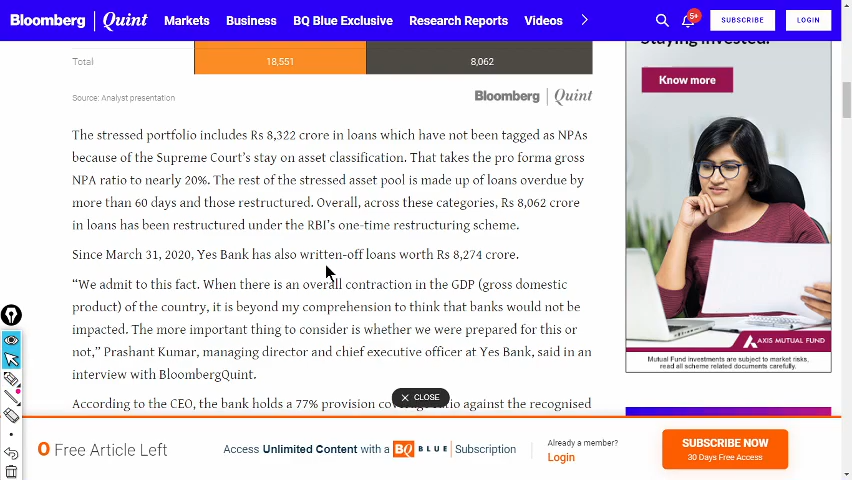 Bloomberg | Quint
Markets
Business
BQ Blue Exclusive
Research Reports
Videos
5+
SUBSCRIBE
LOGIN
Total
18,551
8,062
Source: Analyst presentation
Bloomberg | Quint
The stressed portfolio includes Rs 8,322 crore in loans which have not been tagged as NPAs
because of the Supreme Court's stay on asset classification. That takes the pro forma gross
NPA ratio to nearly 20%. The rest of the stressed asset pool is made up of loans overdue by
more than 60 days and those restructured. Overall, across these categories, Rs 8,062 crore
in loans has been restructured under the RBI's one-time restructuring scheme.
Since March 31, 2020, Yes Bank has also written-off loans worth Rs 8,274 crore.
“We admit to this fact. When there is an overall contraction in the GDP (gross domestic
product) of the country, it is beyond my comprehension to think that banks would not be
impacted. The more important thing to consider is whether we were prepared for this or
not,” Prashant Kumar, managing director and chief executive officer at Yes Bank, said in an
interview with BloombergQuint.
According to the CEO, the bank holds a 77% provision coverage ratio against the recognised
CLOSE
staying invested.
Know more
AXIS MUTUAL FUND
Mutual Fund investments are subject to market risks,
read all scheme related documents carefully.
0 Free Article Left
Access Unlimited Content with a BQ BLUE Subscription
Already a member?
Login
SUBSCRIBE NOW
30 Days Free Access